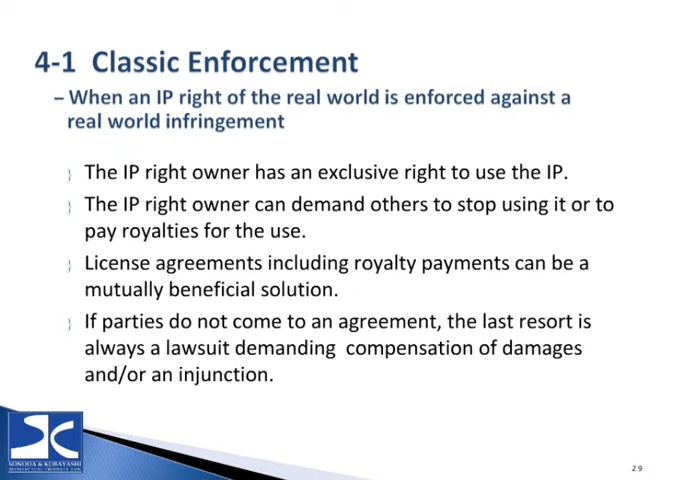 4-1 Classic Enforcement
– When an IP right of the real world is enforced against a
real world infringement
The IP right owner has an exclusive right to use the IP.
The IP right owner can demand others to stop using it or to
pay royalties for the use.
License agreements including royalty payments can be a
mutually beneficial solution.
If parties do not come to an agreement, the last resort is
always a lawsuit demanding compensation of damages
and/or an injunction.
SONODA & KOBAYASHI
INTELLECTUAL PROPERTY LAW
29